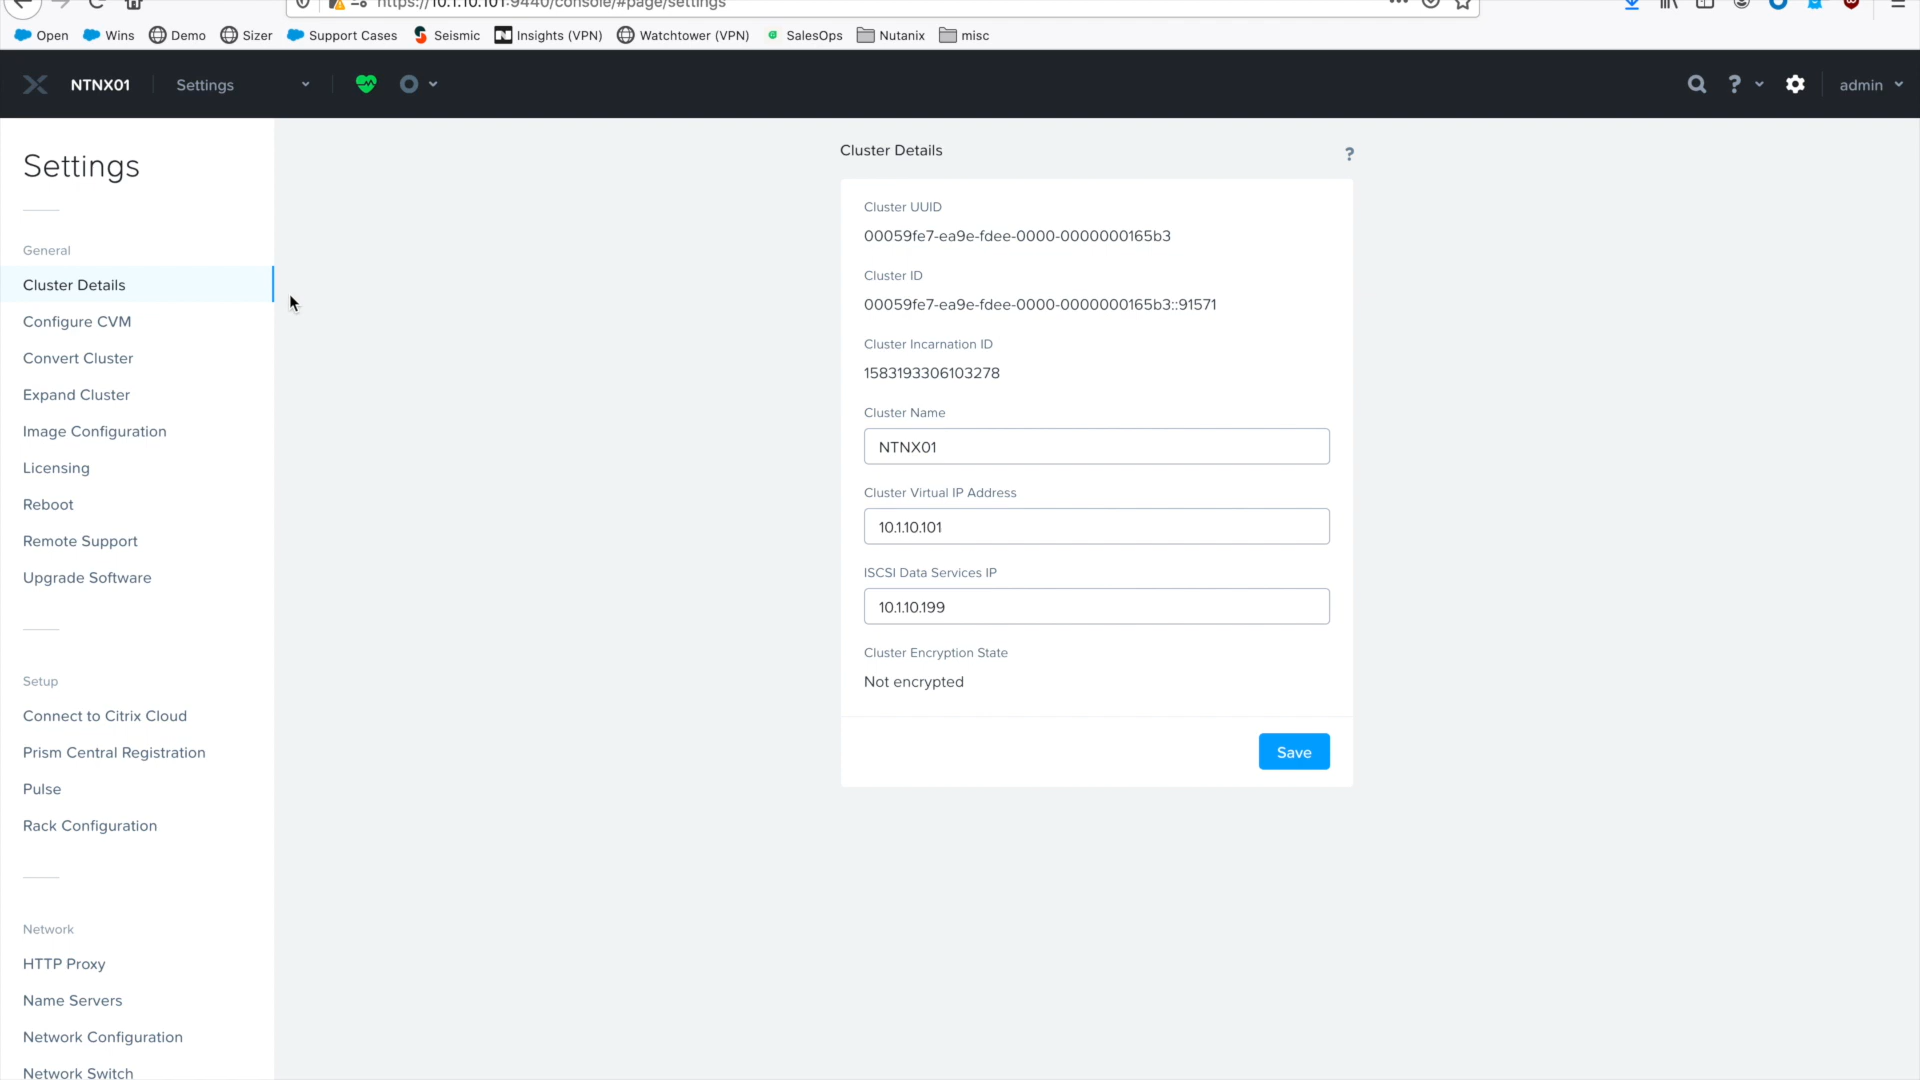 https://10.1.10.101:9440/console/#page/settings
Open Wins Demo Sizer Support Cases Seismic Insights (VPN) Watchtower (VPN) SalesOps Nutanix misc
NTNX01 Settings ? admin
Settings
General
Cluster Details
Configure CVM
Convert Cluster
Expand Cluster
Image Configuration
Licensing
Reboot
Remote Support
Upgrade Software
Setup
Connect to Citrix Cloud
Prism Central Registration
Pulse
Rack Configuration
Network
HTTP Proxy
Name Servers
Network Configuration
Network Switch
Cluster Details ?
Cluster UUID
00059fe7-ea9e-fdee-0000-0000000165b3
Cluster ID
00059fe7-ea9e-fdee-0000-0000000165b3::91571
Cluster Incarnation ID
1583193306103278
Cluster Name
NTNX01
Cluster Virtual IP Address
10.1.10.101
ISCSI Data Services IP
10.1.10.199
Cluster Encryption State
Not encrypted
Save